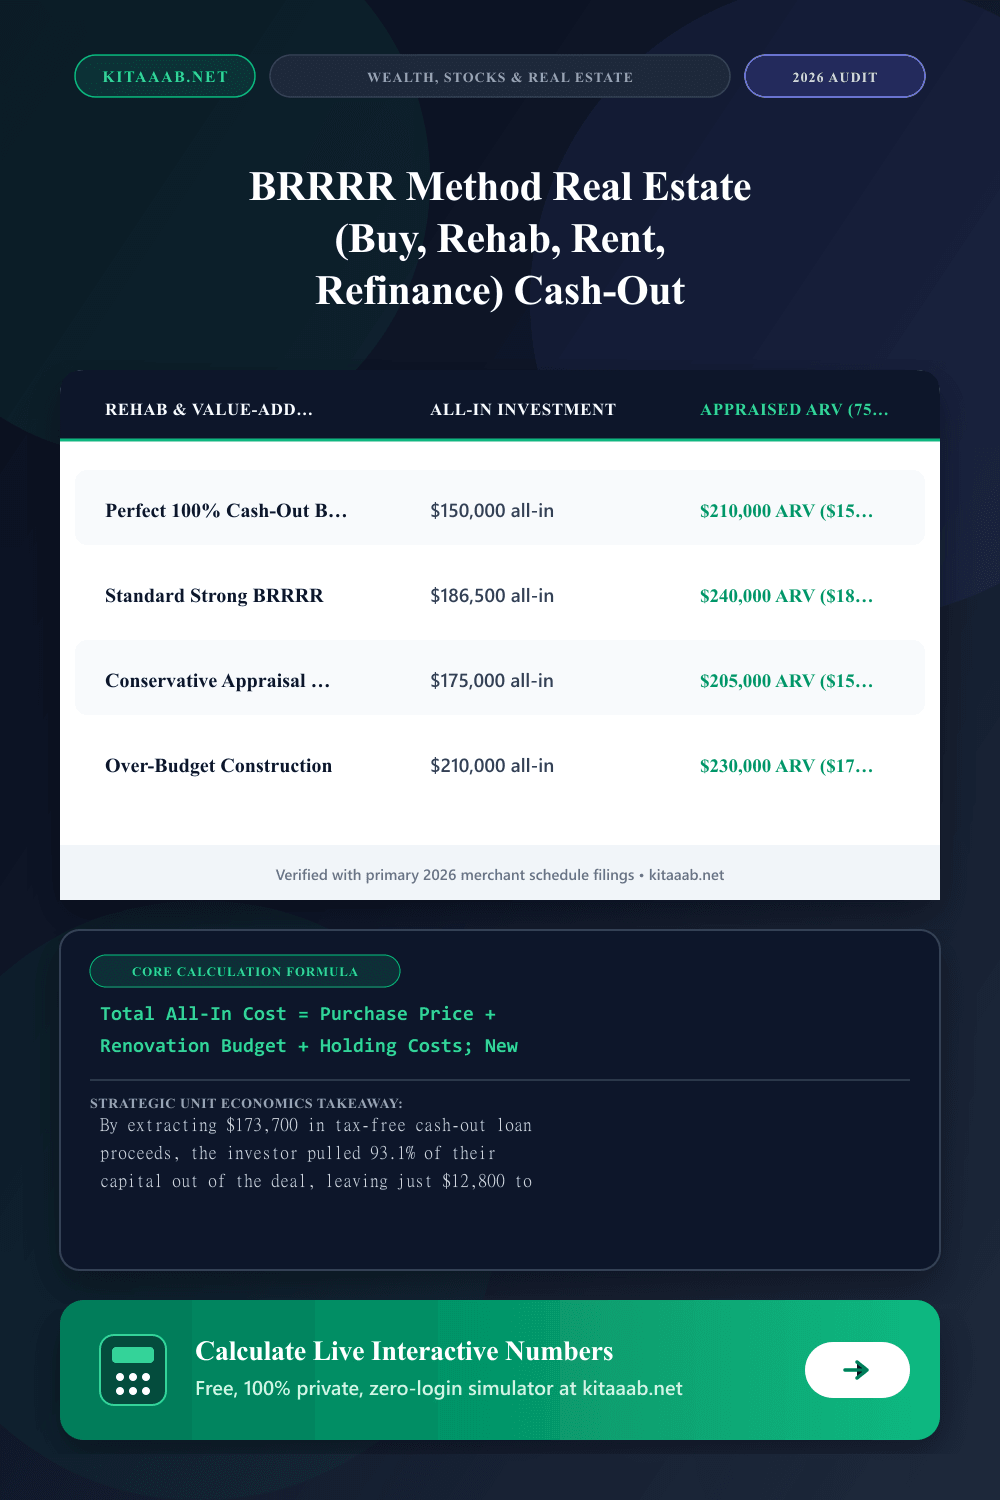 KITAAAB.NET
WEALTH, STOCKS & REAL ESTATE
2026 AUDIT
BRRRR Method Real Estate
(Buy, Rehab, Rent,
Refinance) Cash-Out
REHAB & VALUE-ADD...
ALL-IN INVESTMENT
APPRAISED ARV (75...
Perfect 100% Cash-Out B...
$150,000 all-in
$210,000 ARV ($15...
Standard Strong BRRRR
$186,500 all-in
$240,000 ARV ($18...
Conservative Appraisal ...
$175,000 all-in
$205,000 ARV ($15...
Over-Budget Construction
$210,000 all-in
$230,000 ARV ($17...
Verified with primary 2026 merchant schedule filings • kitaaab.net
CORE CALCULATION FORMULA
Total All-In Cost = Purchase Price +
Renovation Budget + Holding Costs; New
STRATEGIC UNIT ECONOMICS TAKEAWAY:
By extracting $173,700 in tax-free cash-out loan
proceeds, the investor pulled 93.1% of their
capital out of the deal, leaving just $12,800 to
Calculate Live Interactive Numbers
Free, 100% private, zero-login simulator at kitaaab.net